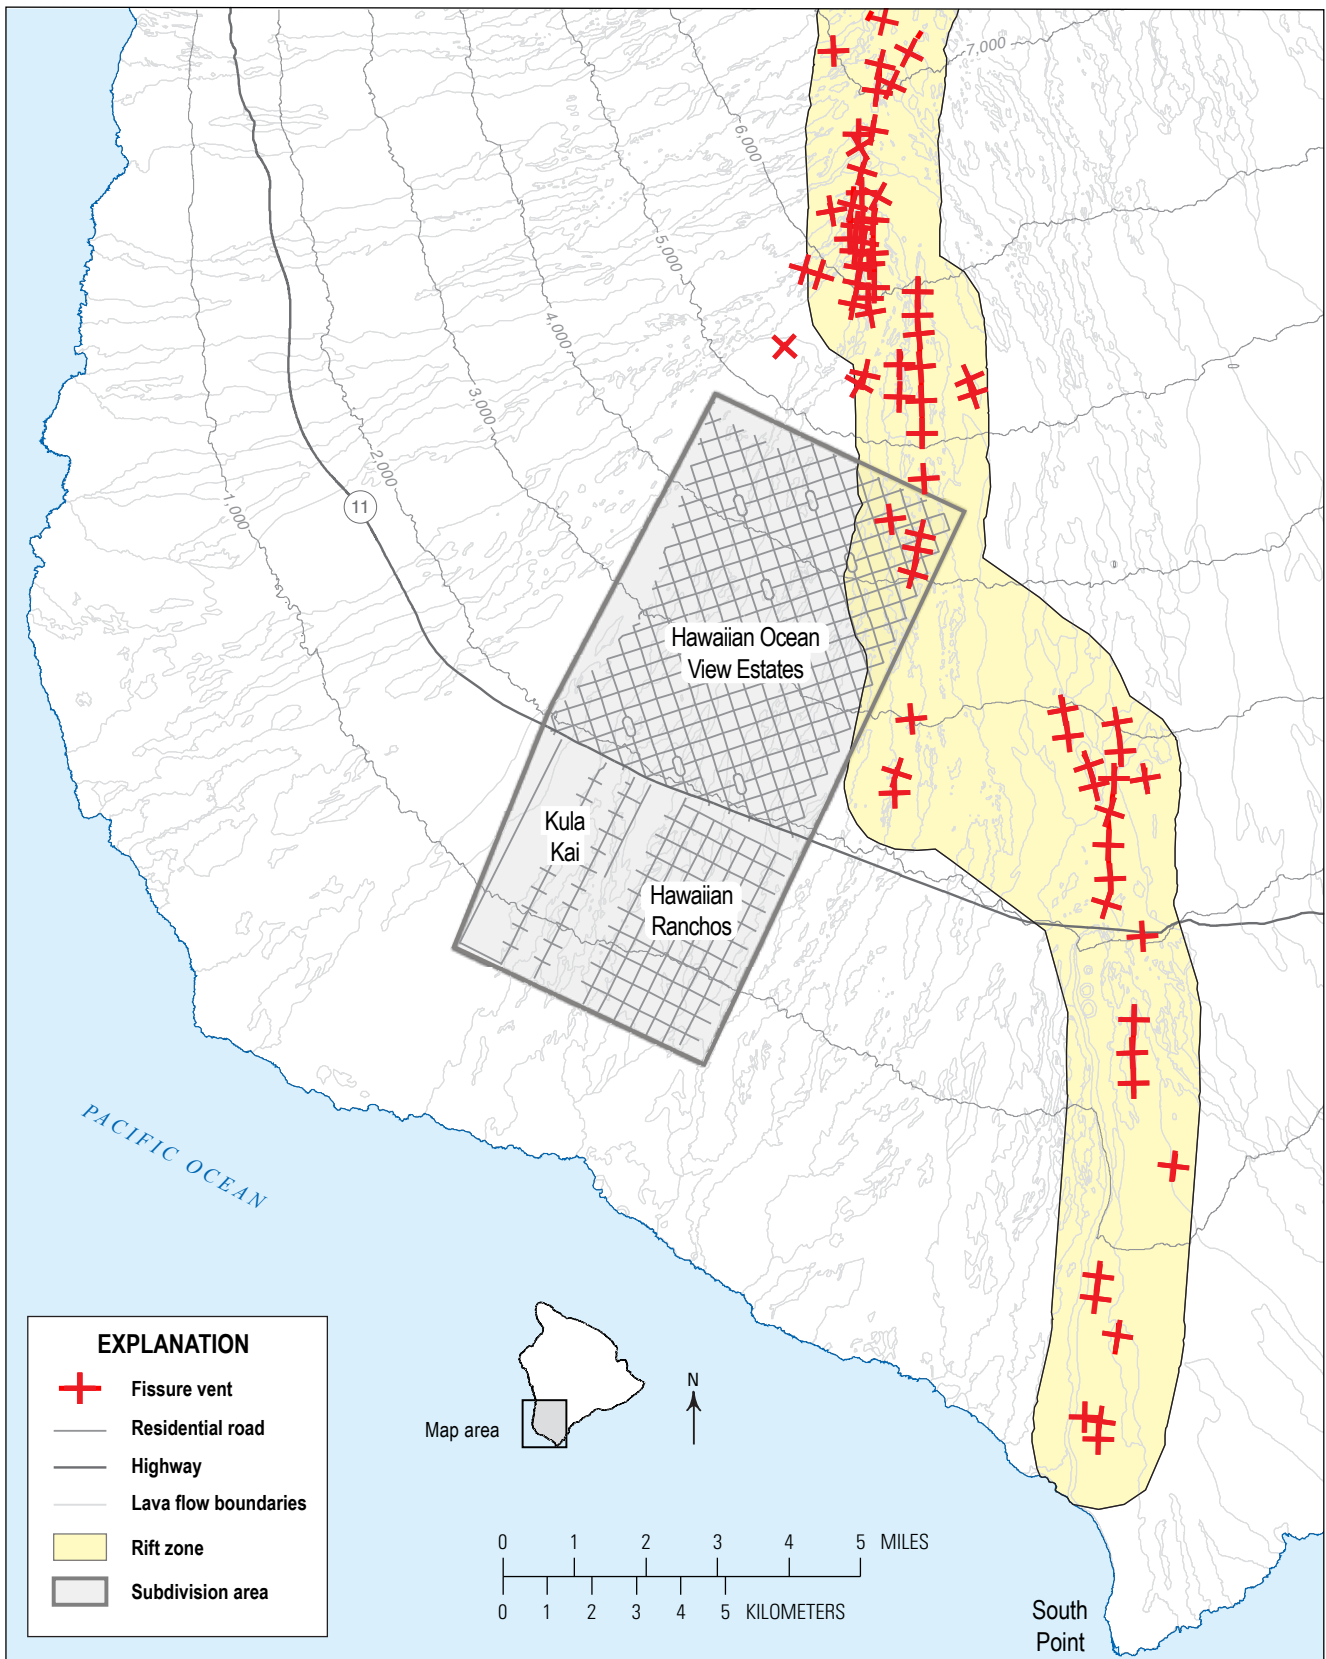 7,000
6,000
5,000
4,000
3,000
2,000
1,000
11
Hawaiian Ocean
View Estates
Kula
Kai
Hawaiian
Ranchos
PACIFIC OCEAN
EXPLANATION
Fissure vent
Residential road
Highway
Lava flow boundaries
Rift zone
Subdivision area
Map area
N
0 1 2 3 4 5 MILES
0 1 2 3 4 5 KILOMETERS
South
Point